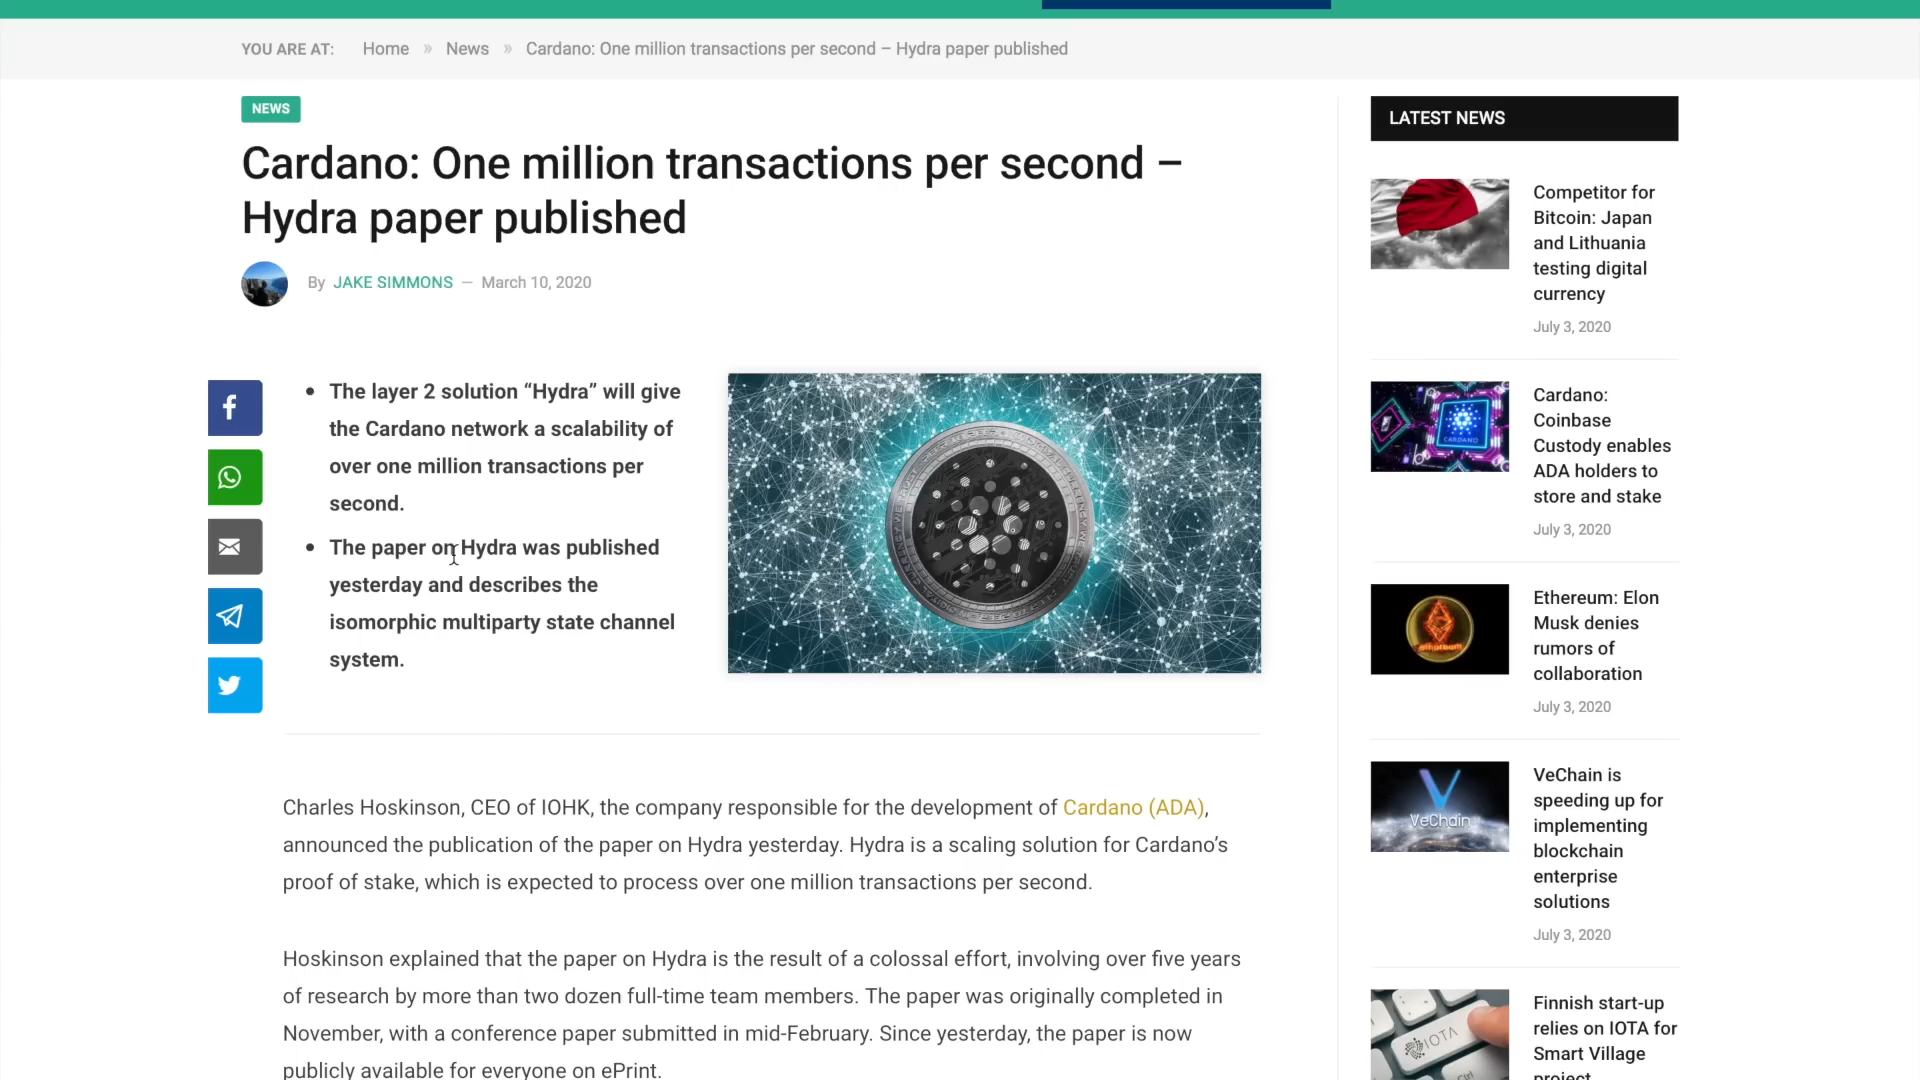 YOU ARE AT: Home » News » Cardano: One million transactions per second – Hydra paper published
NEWS
Cardano: One million transactions per second –
Hydra paper published
By JAKE SIMMONS — March 10, 2020
• The layer 2 solution “Hydra” will give
the Cardano network a scalability of
over one million transactions per
second.
• The paper on Hydra was published
yesterday and describes the
isomorphic multiparty state channel
system.
Charles Hoskinson, CEO of IOHK, the company responsible for the development of Cardano (ADA),
announced the publication of the paper on Hydra yesterday. Hydra is a scaling solution for Cardano’s
proof of stake, which is expected to process over one million transactions per second.
Hoskinson explained that the paper on Hydra is the result of a colossal effort, involving over five years
of research by more than two dozen full-time team members. The paper was originally completed in
November, with a conference paper submitted in mid-February. Since yesterday, the paper is now
publicly available for everyone on ePrint.
LATEST NEWS
Competitor for
Bitcoin: Japan
and Lithuania
testing digital
currency
July 3, 2020
CARDANO
Cardano:
Coinbase
Custody enables
ADA holders to
store and stake
July 3, 2020
ethereum
Ethereum: Elon
Musk denies
rumors of
collaboration
July 3, 2020
VeChain
VeChain is
speeding up for
implementing
blockchain
enterprise
solutions
July 3, 2020
IOTA
Ctrl
Finnish start-up
relies on IOTA for
Smart Village
project